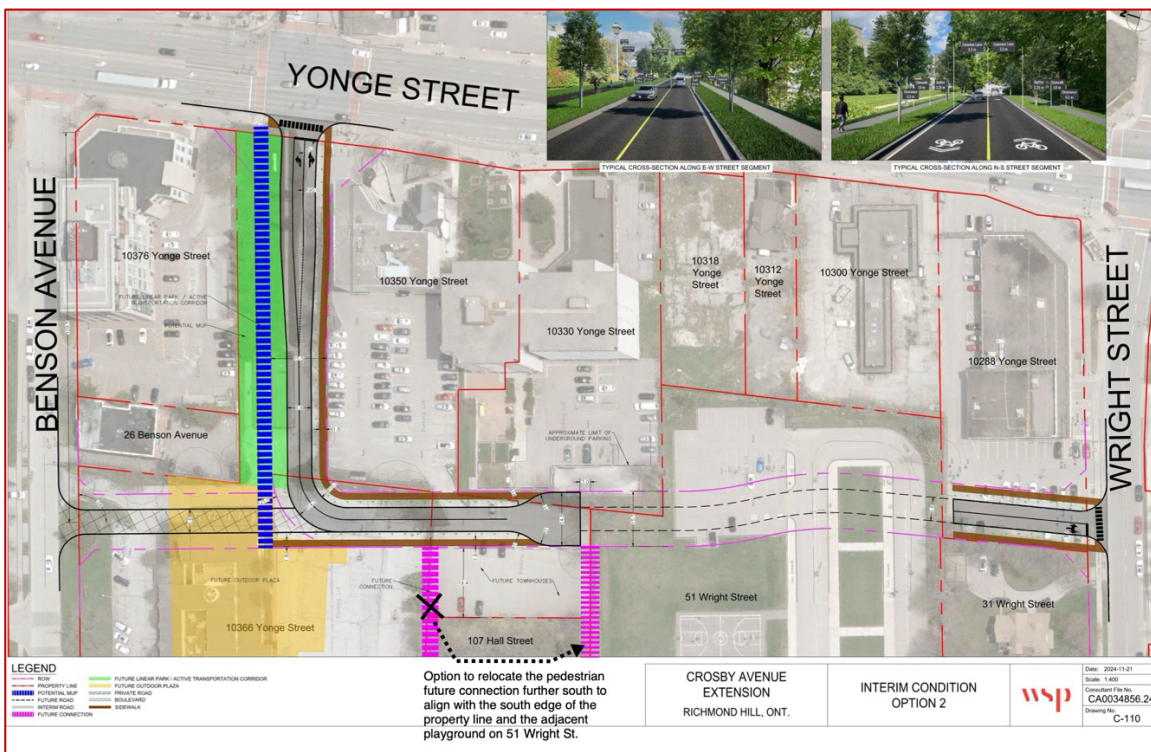 YONGE STREET
TYPICAL CROSS-SECTION ALONG E-W STREET SEGMENT
TYPICAL CROSS-SECTION ALONG N-S STREET SEGMENT
BENSON AVENUE
WRIGHT STREET
10376 Yonge Street
FUTURE LINEAR PARK / ACTIVE
TRANSPORTATION CORRIDOR
POTENTIAL MUP
10350 Yonge Street
10330 Yonge Street
10318
Yonge
Street
10312
Yonge
Street
10300 Yonge Street
10288 Yonge Street
26 Benson Avenue
APPROXIMATE LIMIT OF
UNDERGROUND PARKING
FUTURE OUTDOOR PLAZA
FUTURE
CONNECTION
FUTURE TOWNHOUSES
10366 Yonge Street
107 Hall Street
51 Wright Street
31 Wright Street
LEGEND
ROW
PROPERTY LINE
POTENTIAL MUP
FUTURE ROAD
INTERIM ROAD
FUTURE CONNECTION
FUTURE LINEAR PARK / ACTIVE TRANSPORTATION CORRIDOR
FUTURE OUTDOOR PLAZA
PRIVATE ROAD
BOULEVARD
SIDEWALK
Option to relocate the pedestrian
future connection further south to
align with the south edge of the
property line and the adjacent
playground on 51 Wright St.
CROSBY AVENUE
EXTENSION
RICHMOND HILL, ONT.
INTERIM CONDITION
OPTION 2
wsp
Date: 2024-11-21
Scale: 1:400
Consultant File No.
CA0034856.24
Drawing No.
C-110